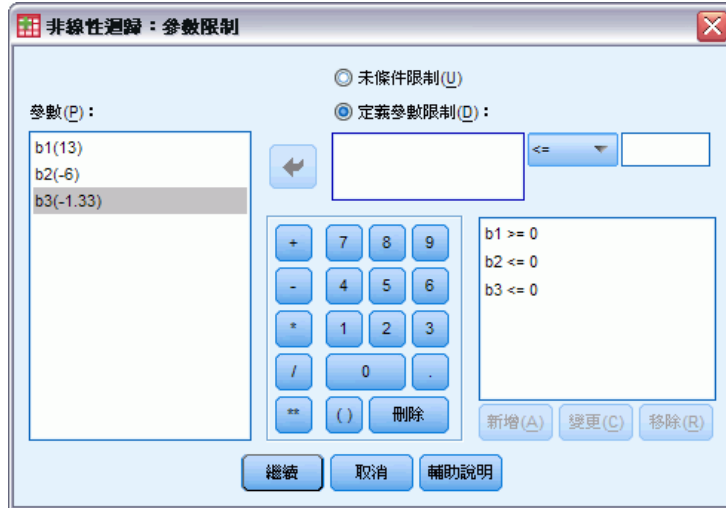 非線性迴歸：參數限制
未條件限制(U)
參數(P)：
定義參數限制(D)：
b1(13)
b2(-6)
b3(-1.33)
<=
+ 7 8 9
- 4 5 6
* 1 2 3
/ 0 .
** ( ) 刪除
b1 >= 0
b2 <= 0
b3 <= 0
新增(A) 變更(C) 移除(R)
繼續 取消 輔助說明